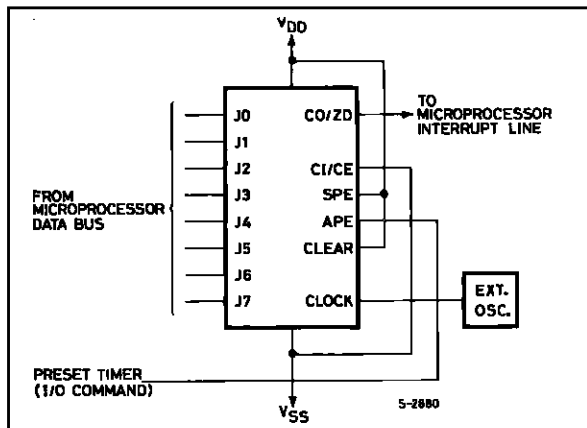 VDD
J0 CO/ZD
TO
MICROPROCESSOR
INTERRUPT LINE
J1
J2 CI/CE
FROM
MICROPROCESSOR
DATA BUS
J3 SPE
J4 APE
J5 CLEAR
J6
J7 CLOCK
EXT.
OSC.
PRESET TIMER
(I/O COMMAND)
VSS
S-2880